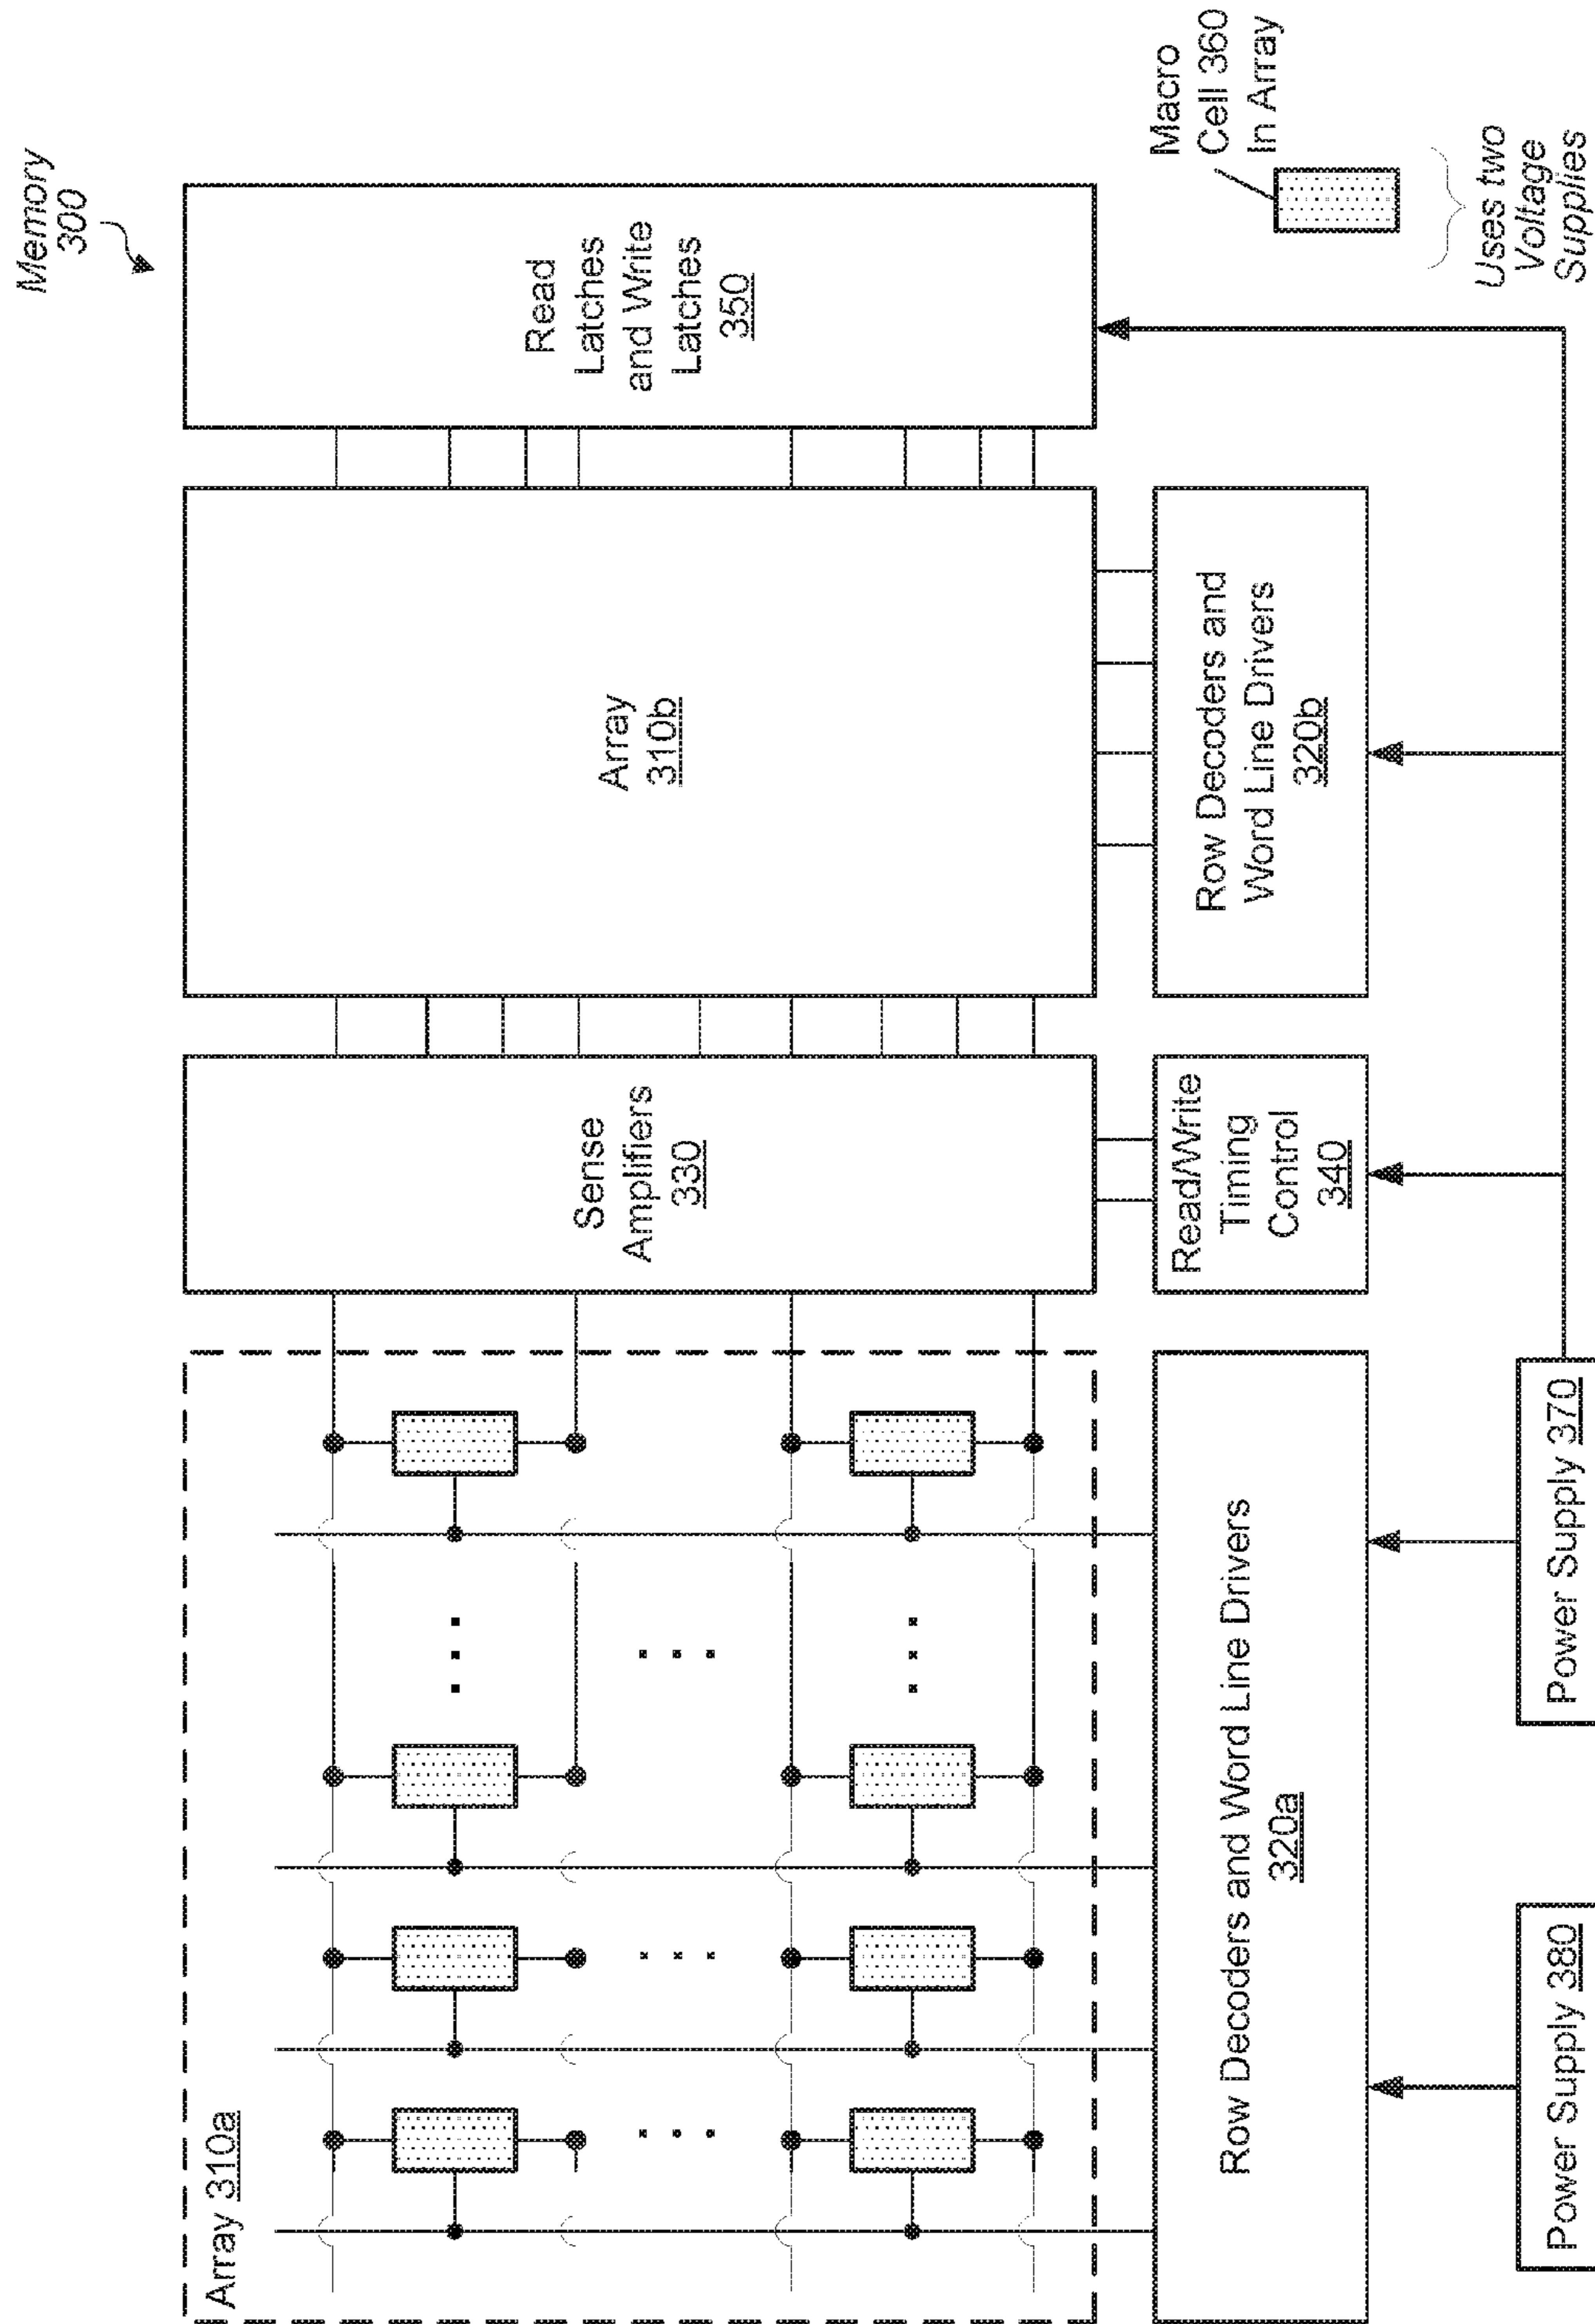 Memory
300
Array 310a
Sense
Amplifiers
330
Array
310b
Read
Latches
and Write
Latches
350
Row Decoders and Word Line Drivers
320a
Read/Write
Timing
Control
340
Row Decoders and
Word Line Drivers
320b
Macro
Cell 360
In Array
Power Supply 380
Power Supply 370
Uses two
Voltage
Supplies